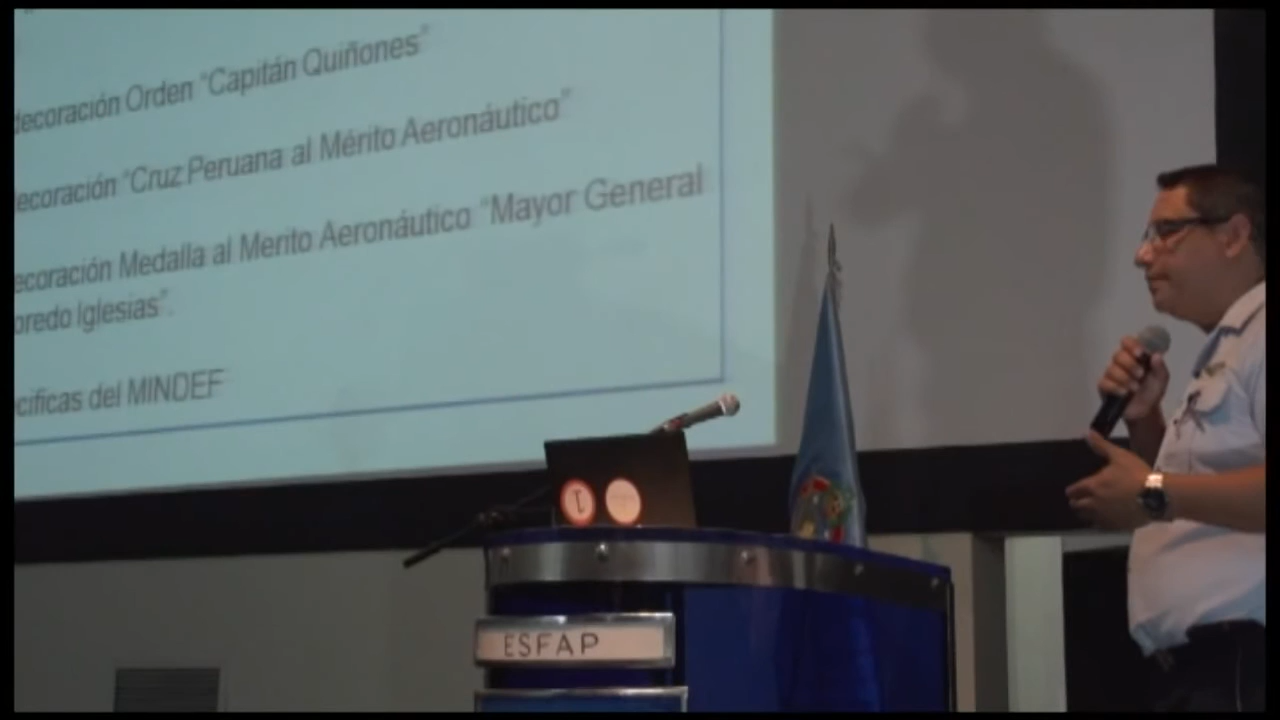 decoración Orden “Capitán Quiñones”
ecoración “Cruz Peruana al Mérito Aeronáutico”
ecoración Medalla al Merito Aeronáutico “Mayor General
oredo Iglesias”.
cificas del MINDEF
ESFAP